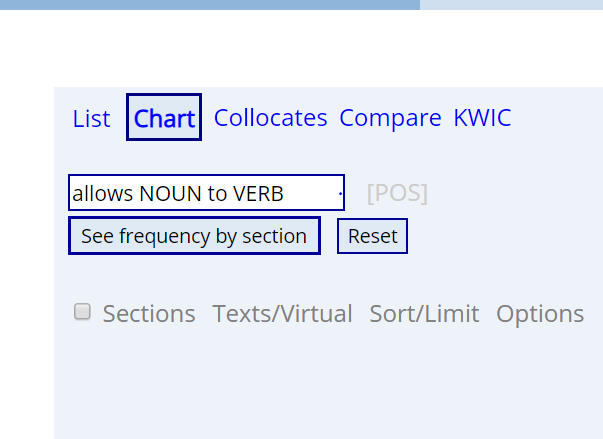 List Chart Collocates Compare KWIC
allows NOUN to VERB [POS]
See frequency by section Reset
Sections Texts/Virtual Sort/Limit Options